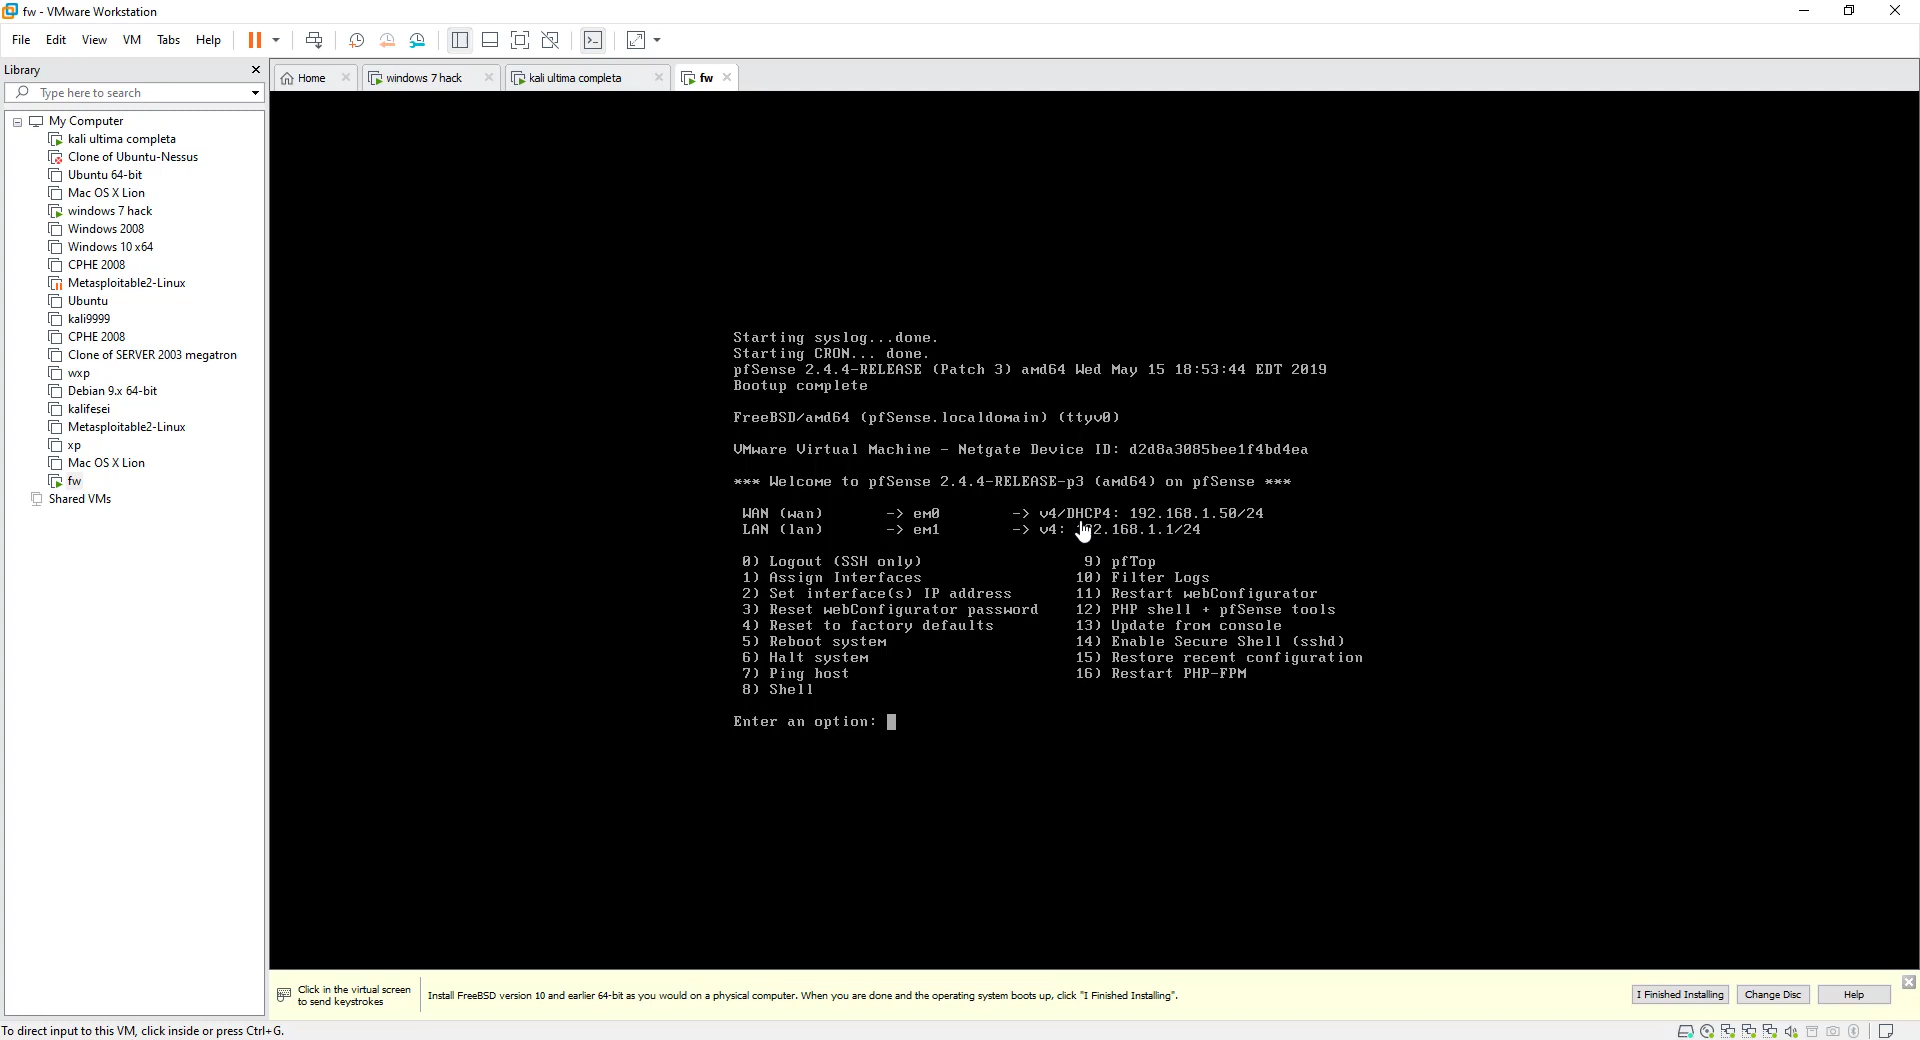 fw - VMware Workstation
File Edit View VM Tabs Help
Library
Type here to search
My Computer
kali ultima completa
Clone of Ubuntu-Nessus
Ubuntu 64-bit
Mac OS X Lion
windows 7 hack
Windows 2008
Windows 10 x64
CPHE 2008
Metasploitable2-Linux
Ubuntu
kali9999
CPHE 2008
Clone of SERVER 2003 megatron
wxp
Debian 9.x 64-bit
kalifesei
Metasploitable2-Linux
xp
Mac OS X Lion
fw
Shared VMs
Home windows 7 hack kali ultima completa fw
Starting syslog...done.
Starting CRON... done.
pfSense 2.4.4-RELEASE (Patch 3) amd64 Wed May 15 18:53:44 EDT 2019
Bootup complete
FreeBSD/amd64 (pfSense.localdomain) (ttyv0)
VMware Virtual Machine - Netgate Device ID: d2d8a3085bee1f4bd4ea
*** Welcome to pfSense 2.4.4-RELEASE-p3 (amd64) on pfSense ***
WAN (wan) -> em0 -> v4/DHCP4: 192.168.1.50/24
LAN (lan) -> em1 -> v4: 192.168.1.1/24
0) Logout (SSH only) 9) pfTop
1) Assign Interfaces 10) Filter Logs
2) Set interface(s) IP address 11) Restart webConfigurator
3) Reset webConfigurator password 12) PHP shell + pfSense tools
4) Reset to factory defaults 13) Update from console
5) Reboot system 14) Enable Secure Shell (sshd)
6) Halt system 15) Restore recent configuration
7) Ping host 16) Restart PHP-FPM
8) Shell
Enter an option:
Click in the virtual screen
to send keystrokes
Install FreeBSD version 10 and earlier 64-bit as you would on a physical computer. When you are done and the operating system boots up, click "I Finished Installing".
I Finished Installing Change Disc Help
To direct input to this VM, click inside or press Ctrl+G.